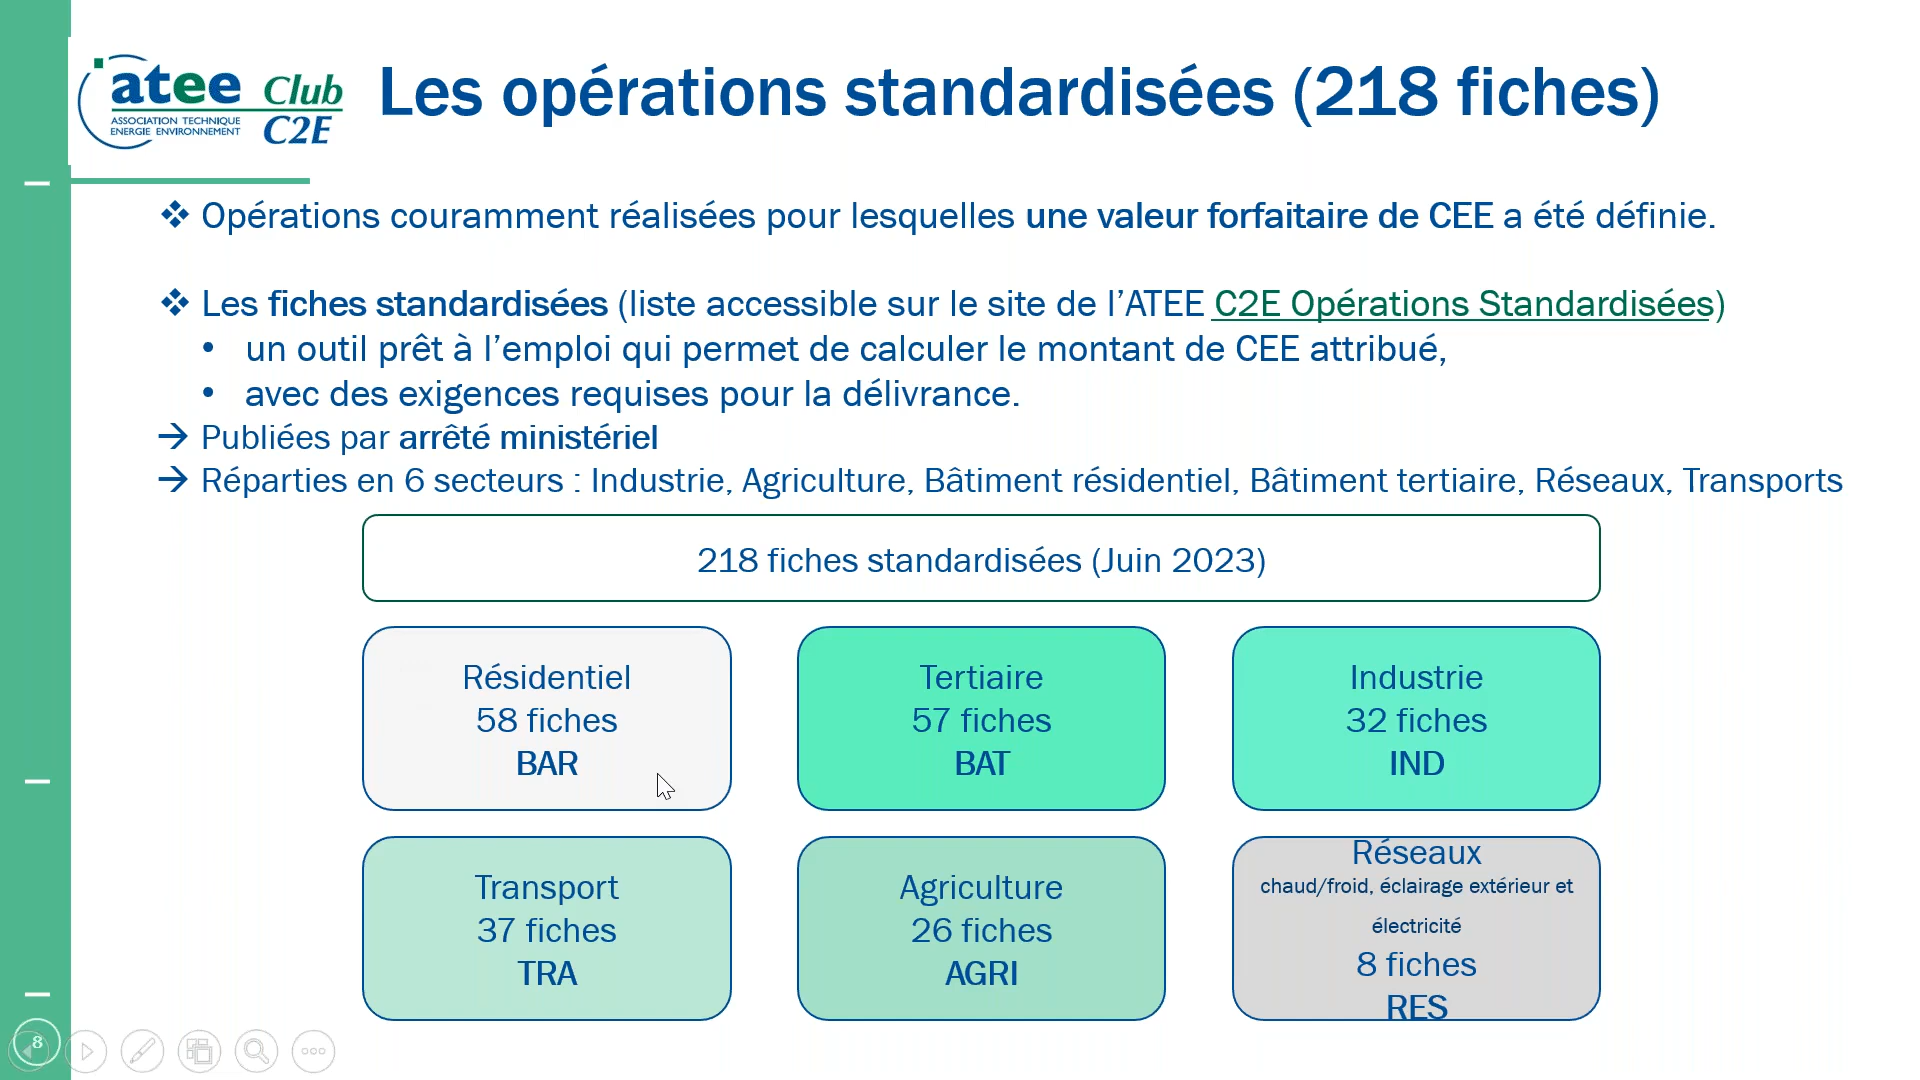 atee Club
ASSOCIATION TECHNIQUE
ENERGIE ENVIRONNEMENT
C2E
Les opérations standardisées (218 fiches)
❖ Opérations couramment réalisées pour lesquelles une valeur forfaitaire de CEE a été définie.
❖ Les fiches standardisées (liste accessible sur le site de l’ATEE C2E Opérations Standardisées)
• un outil prêt à l’emploi qui permet de calculer le montant de CEE attribué,
• avec des exigences requises pour la délivrance.
→ Publiées par arrêté ministériel
→ Réparties en 6 secteurs : Industrie, Agriculture, Bâtiment résidentiel, Bâtiment tertiaire, Réseaux, Transports
218 fiches standardisées (Juin 2023)
Résidentiel
58 fiches
BAR
Tertiaire
57 fiches
BAT
Industrie
32 fiches
IND
Transport
37 fiches
TRA
Agriculture
26 fiches
AGRI
Réseaux
chaud/froid, éclairage extérieur et
électricité
8 fiches
RES
8